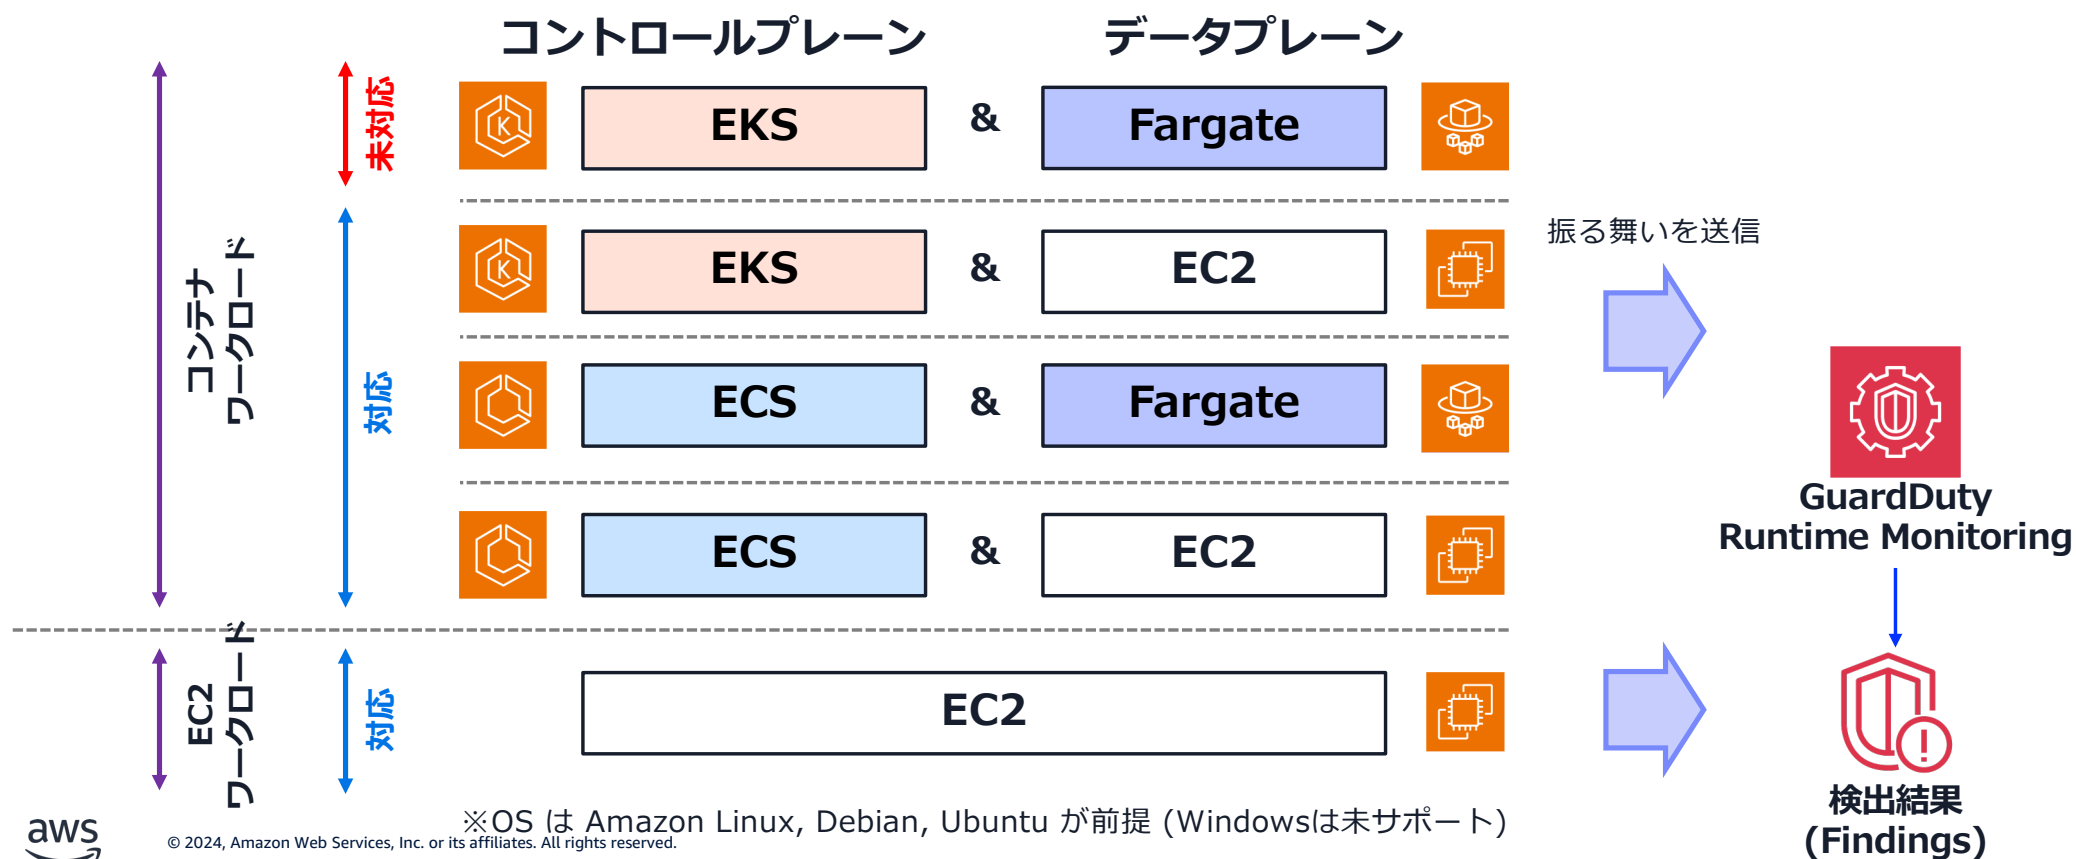 コントロールプレーン
データプレーン
未対応
EKS
&
Fargate
コンテナ
ワークロード
対応
EKS
&
EC2
振る舞いを送信
ECS
&
Fargate
ECS
&
EC2
GuardDuty
Runtime Monitoring
EC2
ワークロード
対応
EC2
検出結果
(Findings)
※OS は Amazon Linux, Debian, Ubuntu が前提 (Windowsは未サポート)
aws
© 2024, Amazon Web Services, Inc. or its affiliates. All rights reserved.